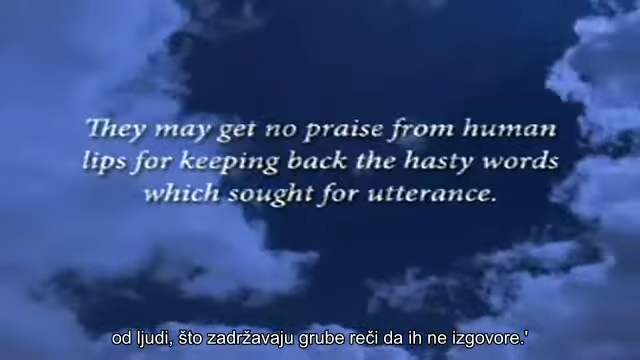 They may get no praise from human
lips for keeping back the hasty words
which sought for utterance.
od ljudi, što zadržavaju grube reči da ih ne izgovore.'